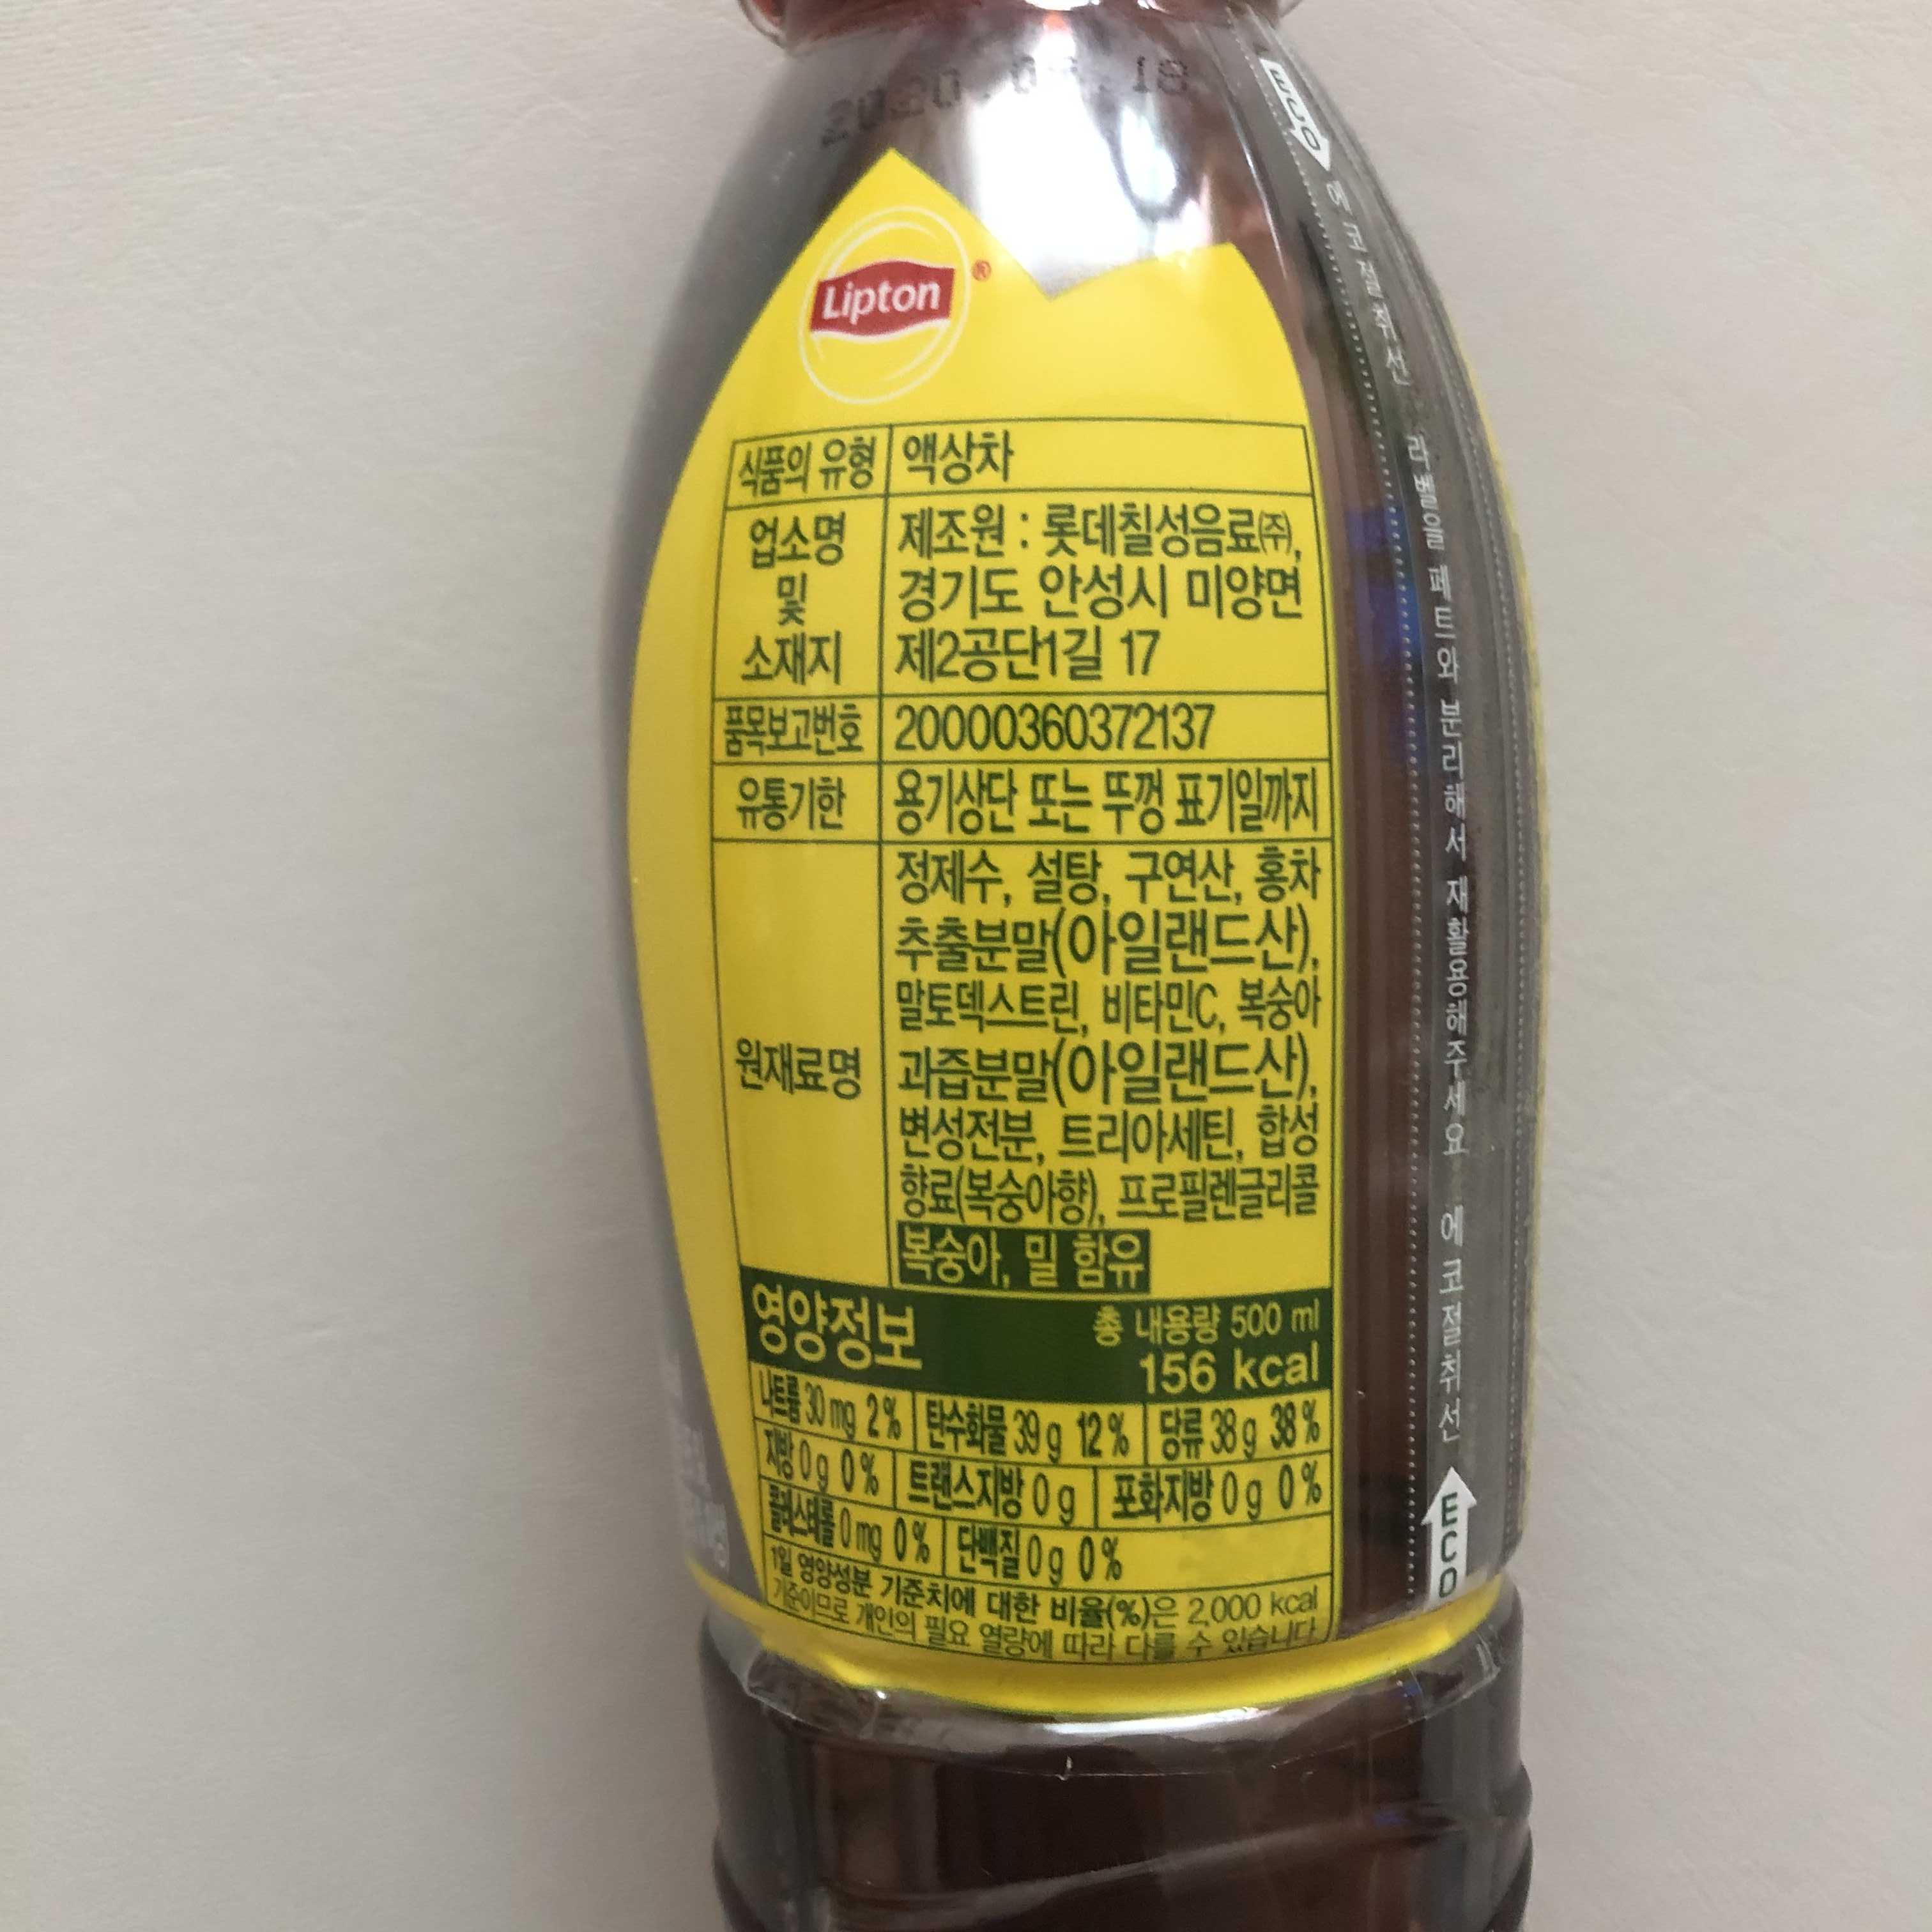 Lipton®
식품의 유형 액상차
업소명 및 소재지 제조원 : 롯데칠성음료㈜,
경기도 안성시 미양면
제2공단1길 17
품목보고번호 20000360372137
유통기한 용기상단 또는 뚜껑 표기일까지
원재료명 정제수, 설탕, 구연산, 홍차
추출분말(아일랜드산),
말토덱스트린, 비타민C, 복숭아
과즙분말(아일랜드산),
변성전분, 트리아세틴, 합성
향료(복숭아향), 프로필렌글리콜
복숭아, 밀 함유
영양정보 총 내용량 500 ml
156 kcal
나트륨 30 mg 2% 탄수화물 39 g 12% 당류 38 g 38%
지방 0 g 0% 트랜스지방 0 g 포화지방 0 g 0%
콜레스테롤 0 mg 0% 단백질 0 g 0%
1일 영양성분 기준치에 대한 비율(%)은 2,000 kcal
기준이므로 개인의 필요 열량에 따라 다를 수 있습니다
ECO 에코절취선 라벨을 페트와 분리해서 재활용해주세요 에코절취선 ECO